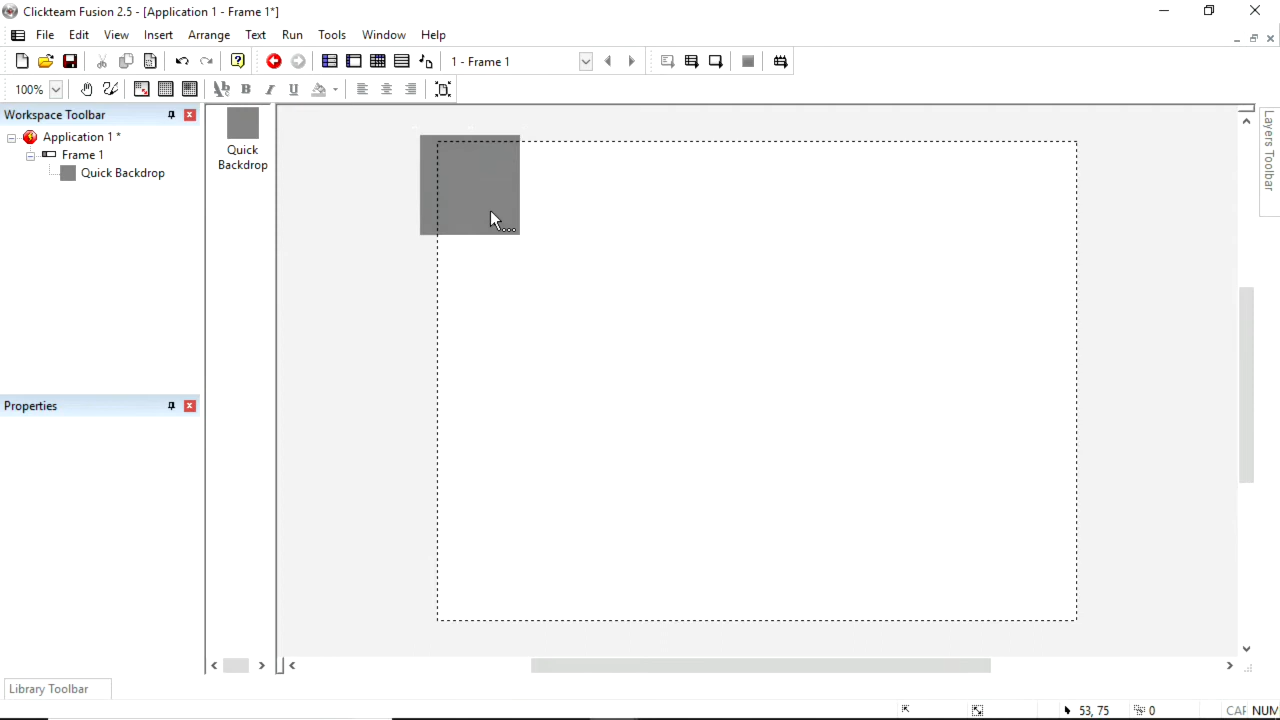 Clickteam Fusion 2.5 - [Application 1 - Frame 1*]
File Edit View Insert Arrange Text Run Tools Window Help
1 - Frame 1
100%
Workspace Toolbar
Application 1 *
Frame 1
Quick Backdrop
Quick
Backdrop
Layers Toolbar
Properties
Library Toolbar
53, 75
0
CAP NUM